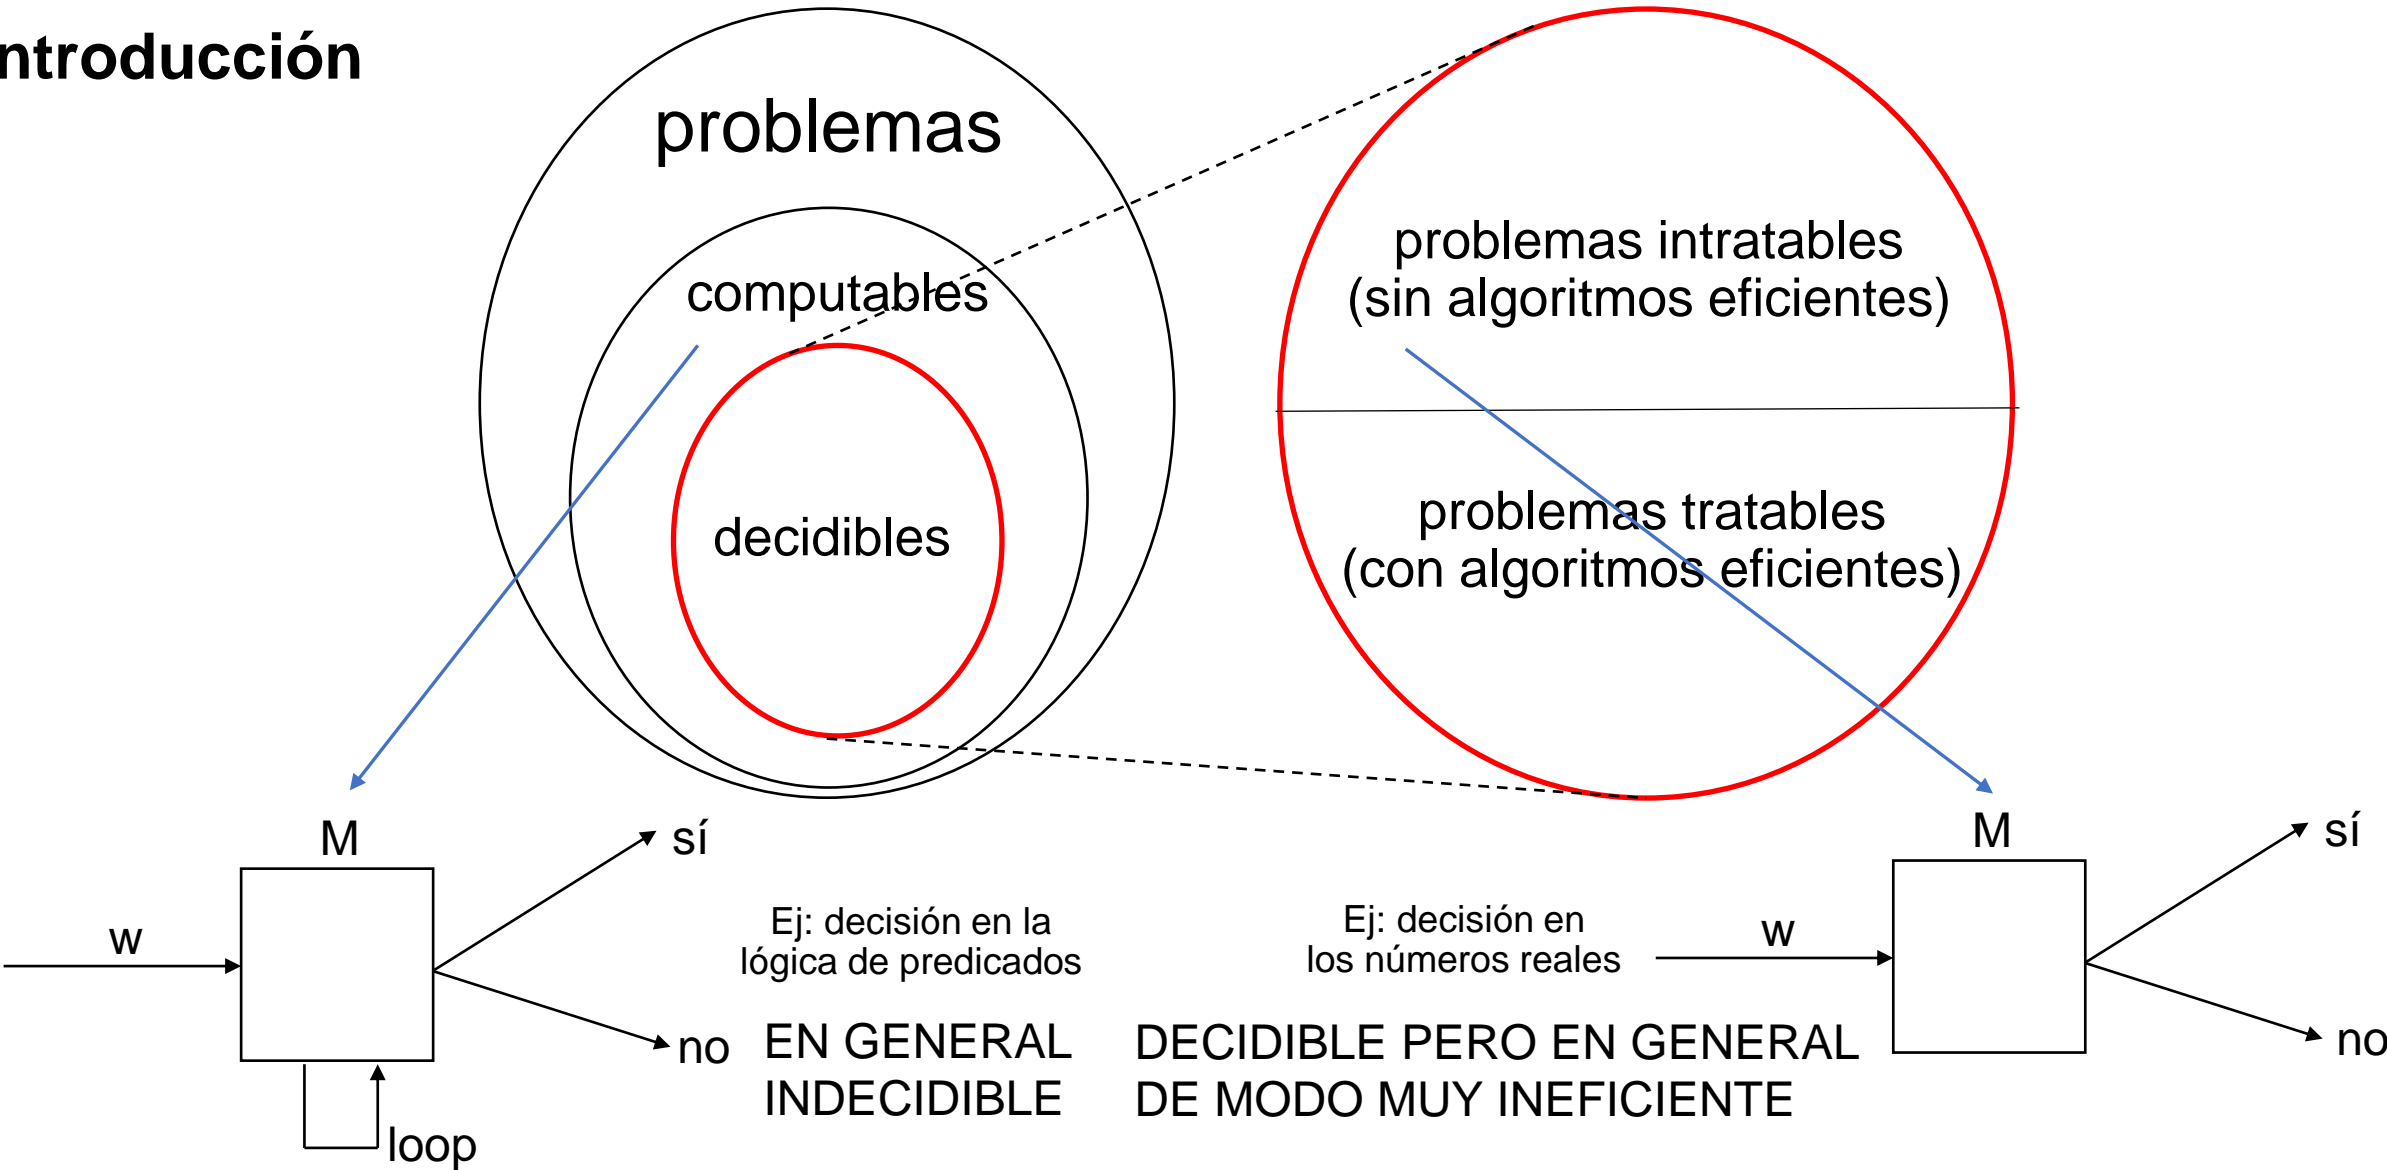 ntroducción
problemas
computables
decidibles
problemas intratables
(sin algoritmos eficientes)
problemas tratables
(con algoritmos eficientes)
M
w
sí
no
loop
Ej: decisión en la
lógica de predicados
EN GENERAL
INDECIDIBLE
Ej: decisión en
los números reales
DECIDIBLE PERO EN GENERAL
DE MODO MUY INEFICIENTE
M
w
sí
no